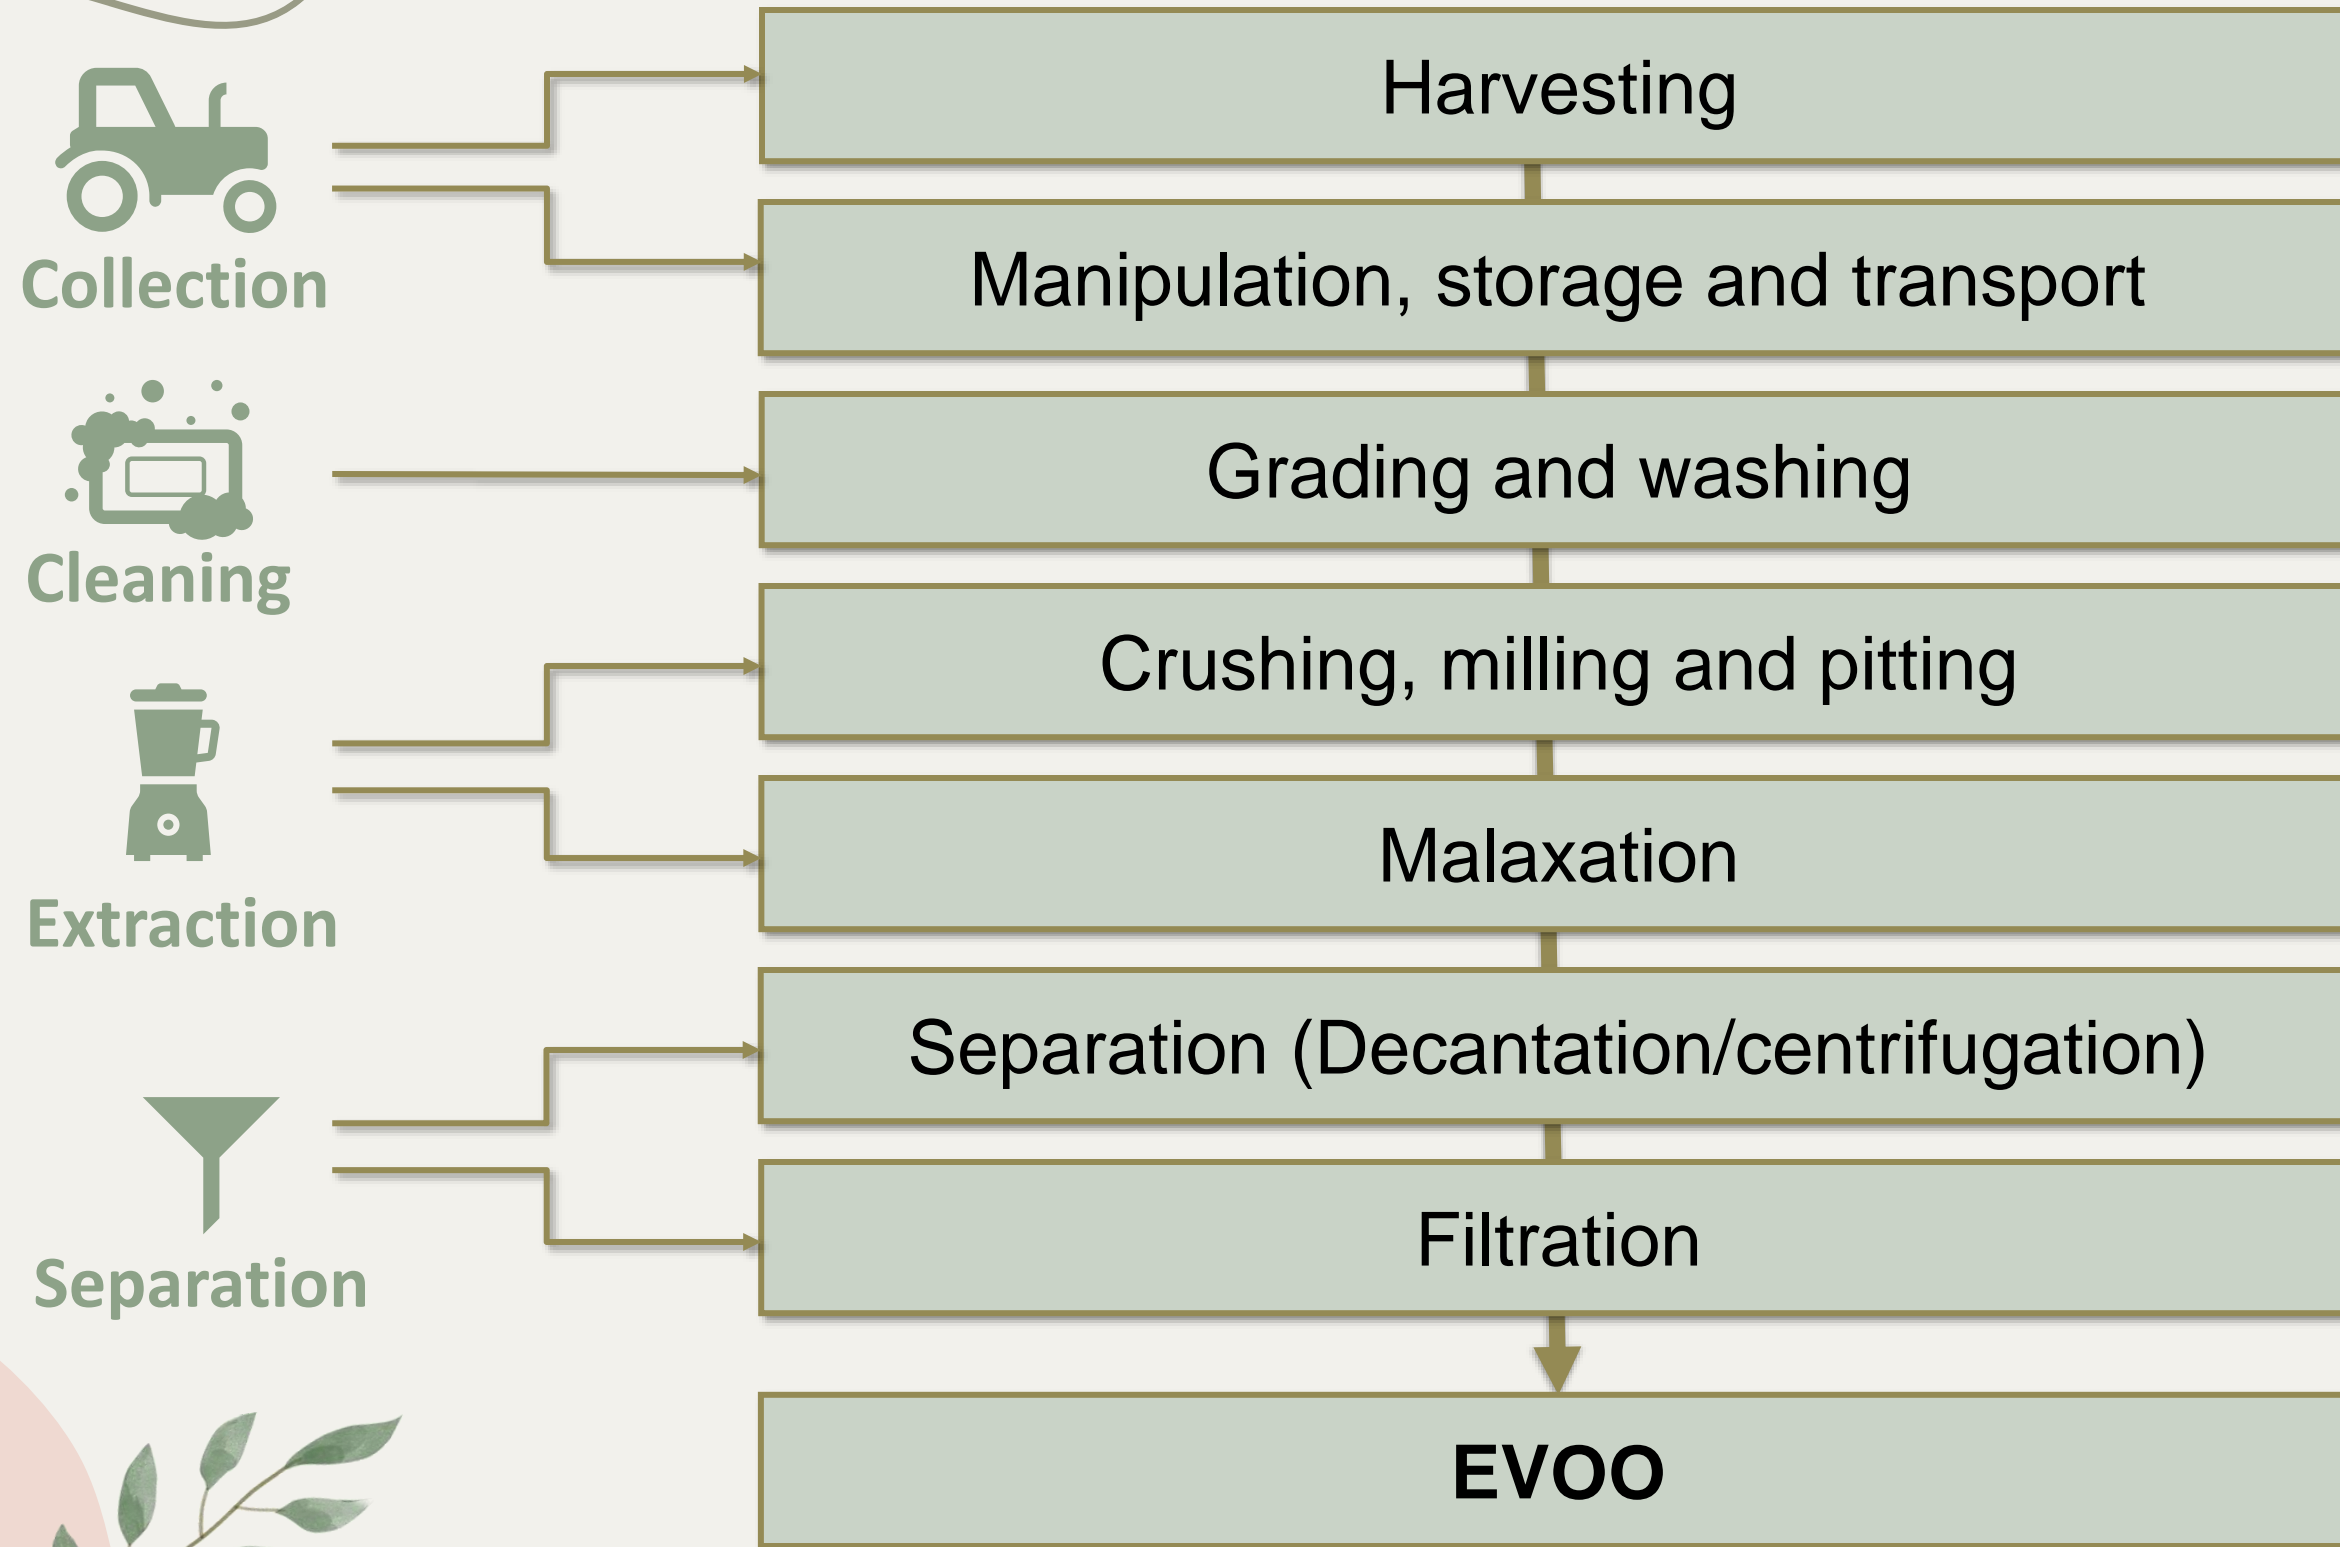 Harvesting
Collection
Manipulation, storage and transport
Cleaning
Grading and washing
Extraction
Crushing, milling and pitting
Malaxation
Separation
Separation (Decantation/centrifugation)
Filtration
EVOO